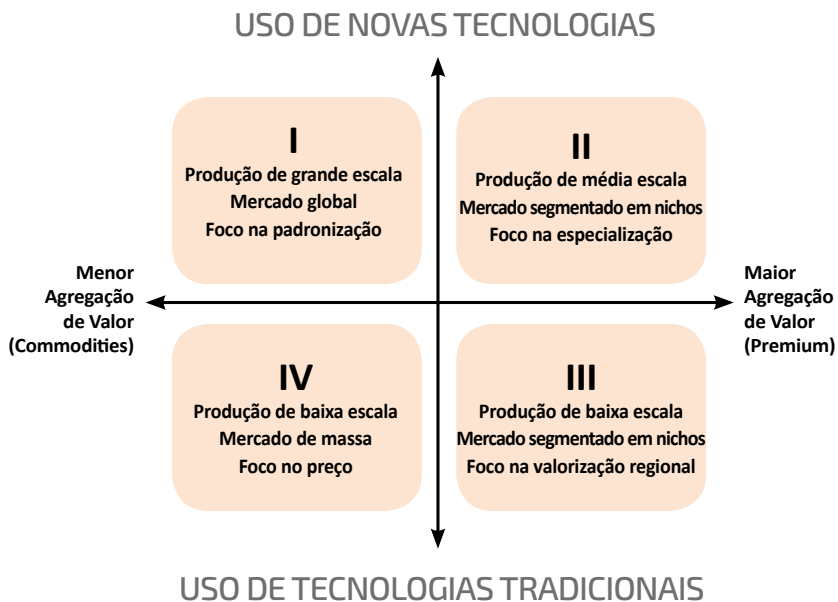 USO DE NOVAS TECNOLOGIAS
I
Produção de grande escala
Mercado global
Foco na padronização
II
Produção de média escala
Mercado segmentado em nichos
Foco na especialização
Menor
Agregação
de Valor
(Commodities)
Maior
Agregação
de Valor
(Premium)
IV
Produção de baixa escala
Mercado de massa
Foco no preço
III
Produção de baixa escala
Mercado segmentado em nichos
Foco na valorização regional
USO DE TECNOLOGIAS TRADICIONAIS